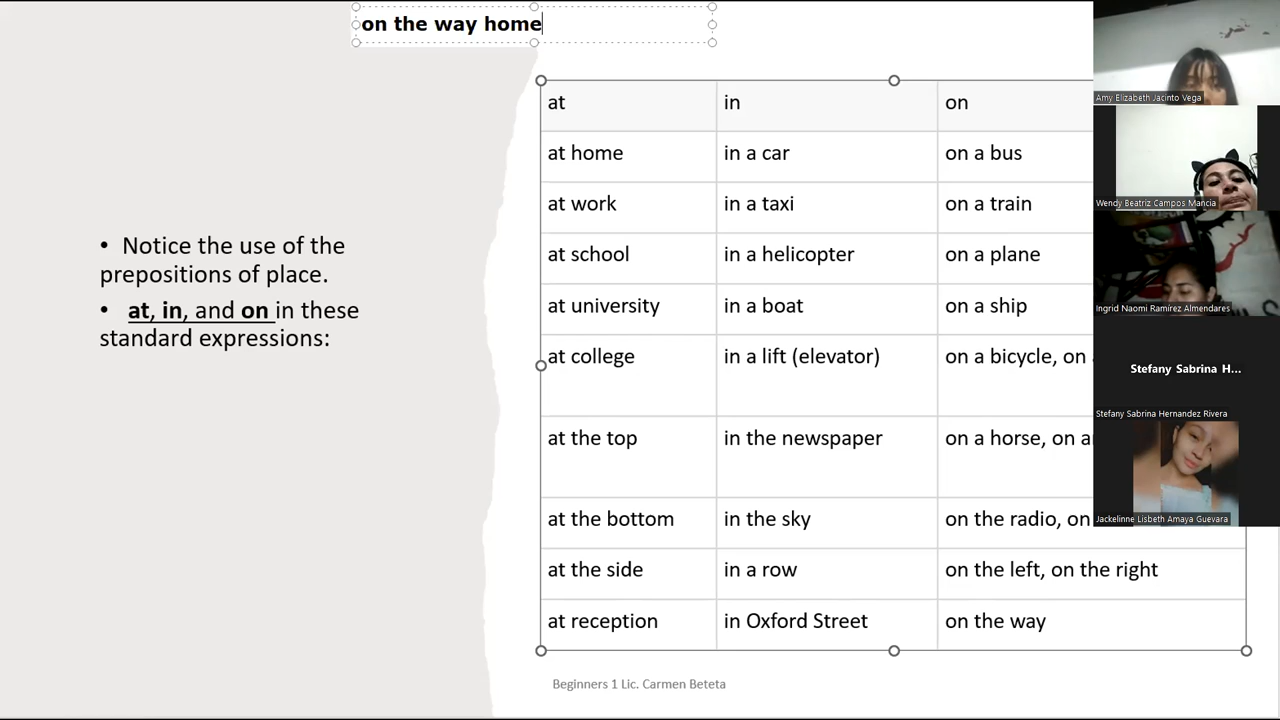 on the way home
Notice the use of the
prepositions of place.
at, in, and on in these
standard expressions:
at in on
at home in a car on a bus
at work in a taxi on a train
at school in a helicopter on a plane
at university in a boat on a ship
at college in a lift (elevator) on a bicycle, on
at the top in the newspaper on a horse, on
at the bottom in the sky on the radio, on
at the side in a row on the left, on the right
at reception in Oxford Street on the way
Beginners 1 Lic. Carmen Beteta
Amy Elizabeth Jacinto Vega
Wendy Beatriz Campos Mancia
Ingrid Naomi Ramírez Almendares
Stefany Sabrina H...
Stefany Sabrina Hernandez Rivera
Jackelinne Lisbeth Amaya Guevara